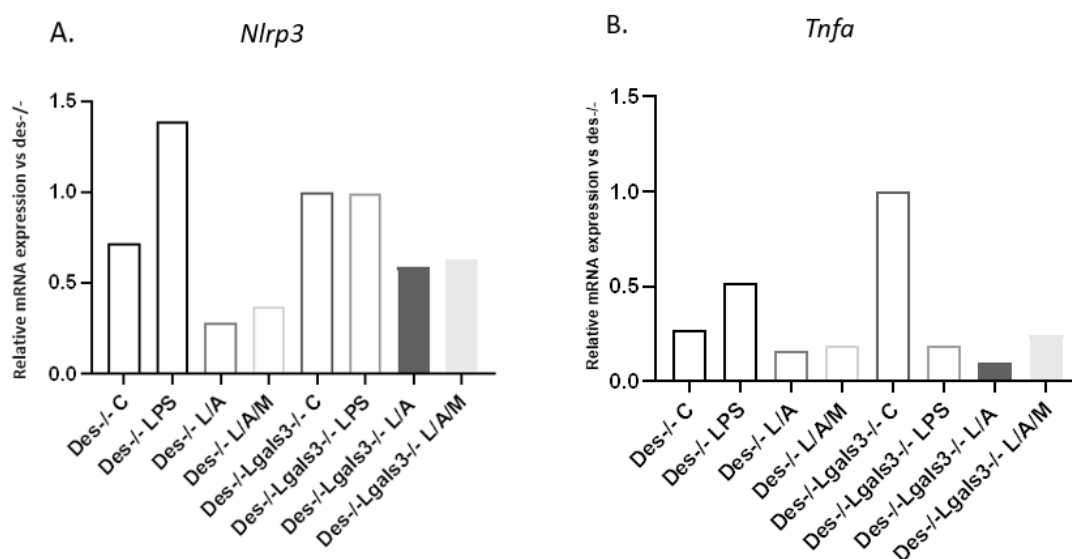 A.
Nlrp3
Relative mRNA expression vs des-/-
1.5
1.0
0.5
0.0
Des-/- C
Des-/- LPS
Des-/- L/A
Des-/- L/A/M
Des-/-Lgals3-/- C
Des-/-Lgals3-/- LPS
Des-/-Lgals3-/- L/A
Des-/-Lgals3-/- L/A/M
B.
Tnfa
Relative mRNA expression vs des-/-
1.5
1.0
0.5
0.0
Des-/- C
Des-/- LPS
Des-/- L/A
Des-/- L/A/M
Des-/-Lgals3-/- C
Des-/-Lgals3-/- LPS
Des-/-Lgals3-/- L/A
Des-/-Lgals3-/- L/A/M